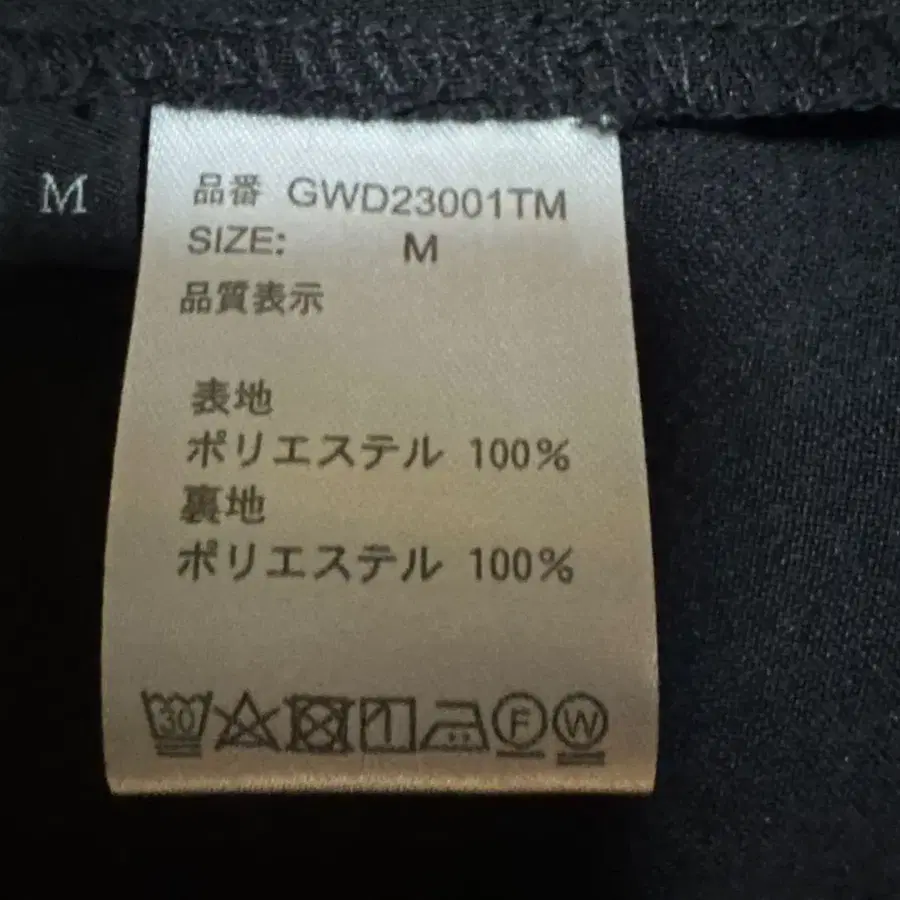 M
品番 GWD23001TM
SIZE: M
品質表示
表地
ポリエステル 100%
裏地
ポリエステル 100%
30 F W